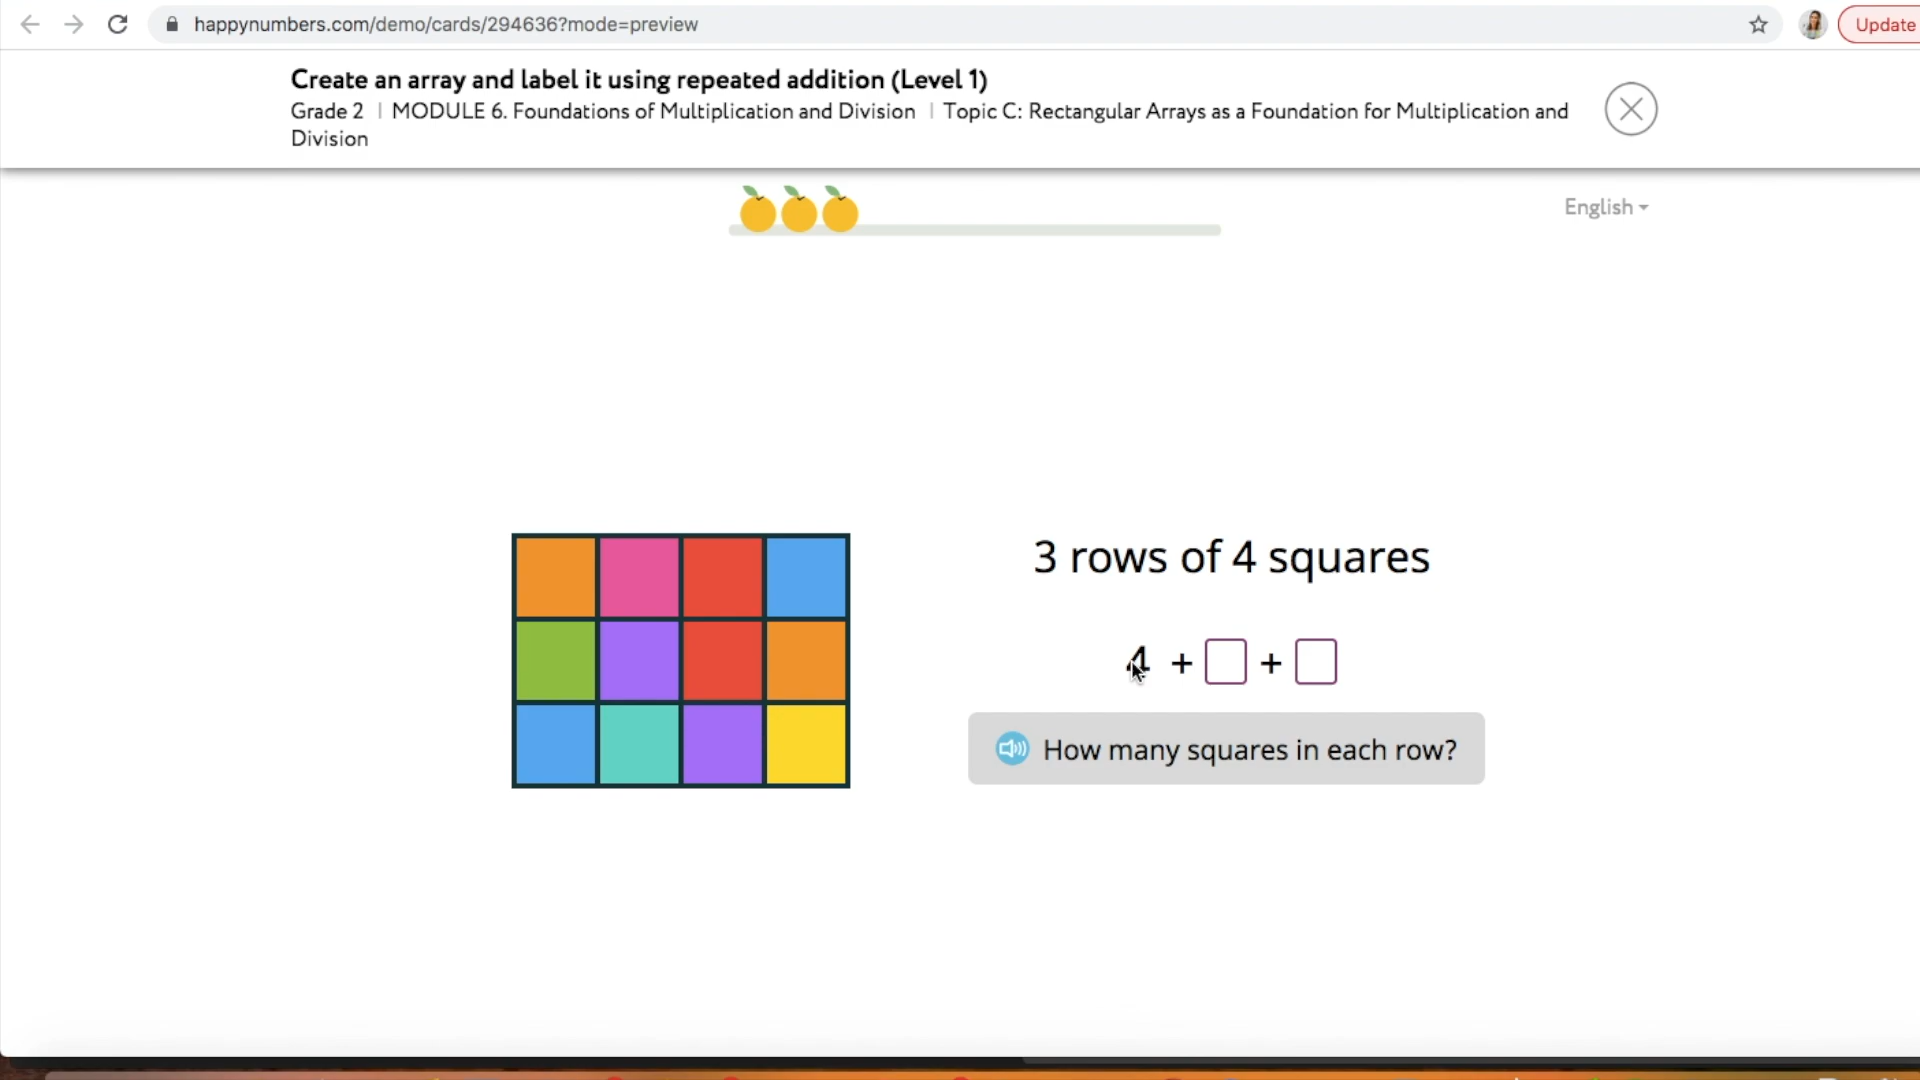 happynumbers.com/demo/cards/294636?mode=preview
Update
Create an array and label it using repeated addition (Level 1)
Grade 2 | MODULE 6. Foundations of Multiplication and Division | Topic C: Rectangular Arrays as a Foundation for Multiplication and
Division
English
3 rows of 4 squares
4 + □ + □
How many squares in each row?